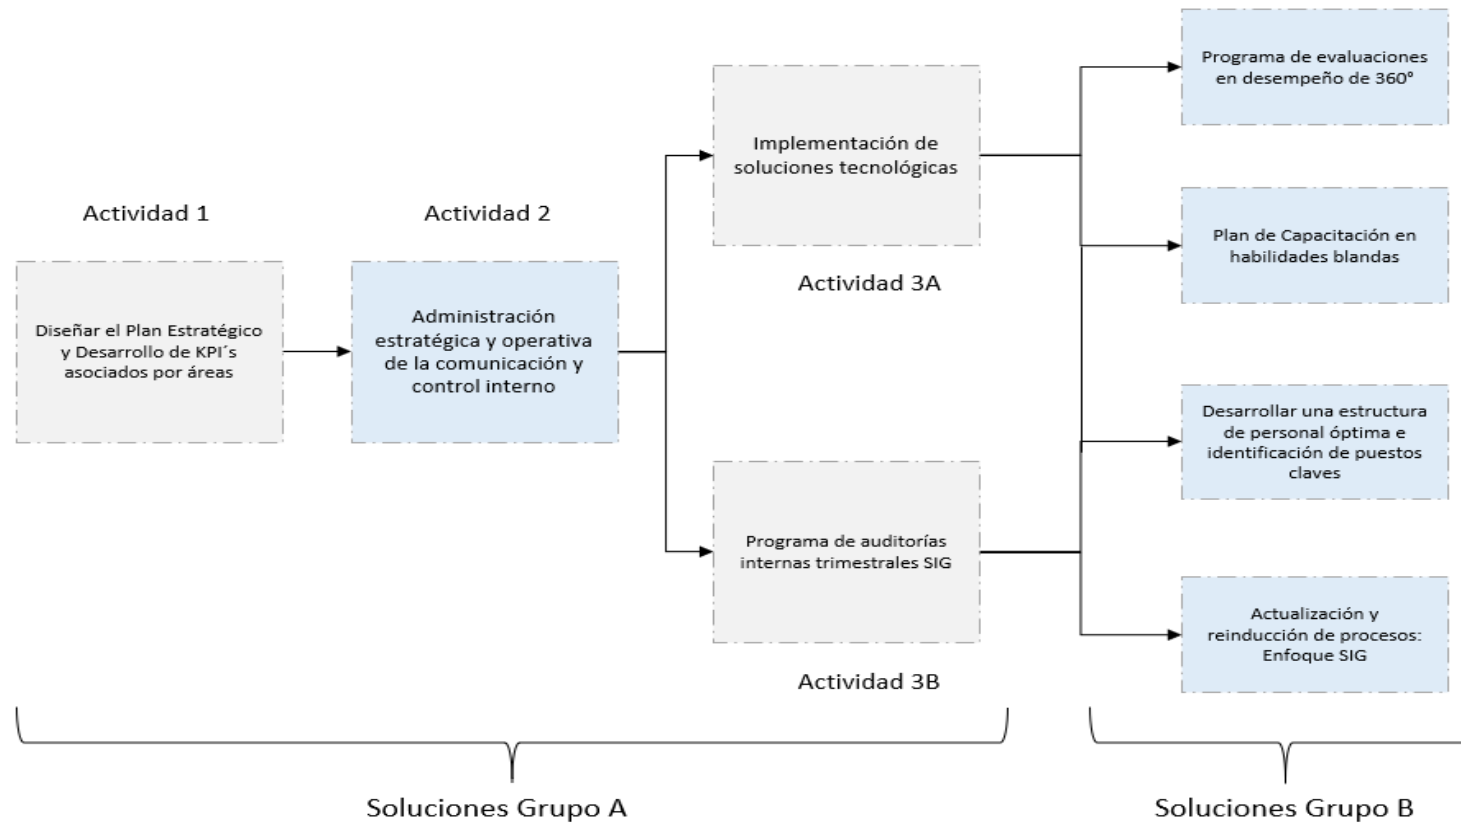 Actividad 1
Diseñar el Plan Estratégico
y Desarrollo de KPI´s
asociados por áreas
Actividad 2
Administración
estratégica y operativa
de la comunicación y
control interno
Implementación de
soluciones tecnológicas
Actividad 3A
Programa de auditorías
internas trimestrales SIG
Actividad 3B
Programa de evaluaciones
en desempeño de 360°
Plan de Capacitación en
habilidades blandas
Desarrollar una estructura
de personal óptima e
identificación de puestos
claves
Actualización y
reinducción de procesos:
Enfoque SIG
Soluciones Grupo A
Soluciones Grupo B